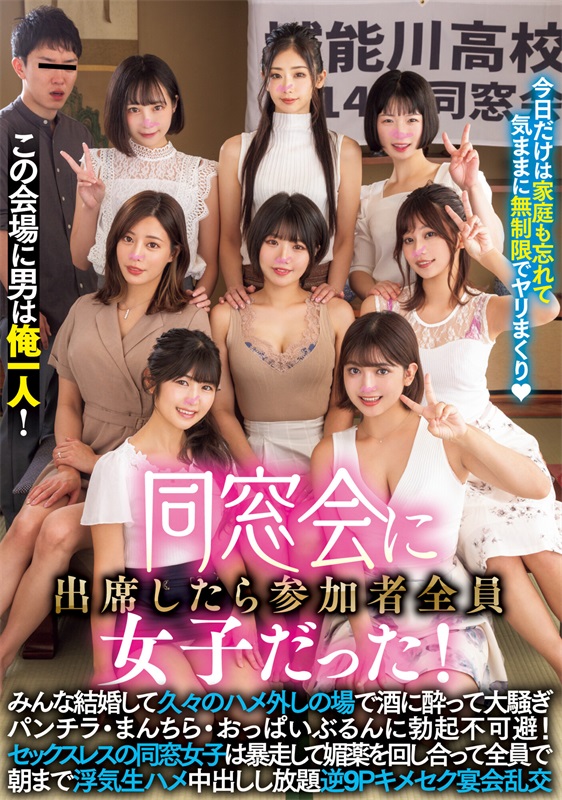 能川高校
14
同窓会
今日だけは家庭も忘れて
気ままに無制限でヤリまくり♥
この会場に男は俺一人！
同窓会に
出席したら参加者全員
女子だった！
みんな結婚して久々のハメ外しの場で酒に酔って大騒ぎ
パンチラ・まんちら・おっぱいぶるんに勃起不可避！
セックスレスの同窓女子は暴走して媚薬を回し合って全員で
朝まで浮気生ハメ中出しし放題逆9Pキメセク宴会乱交